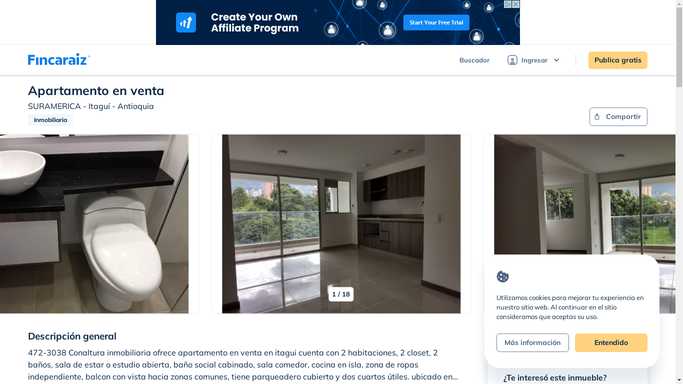 Create Your Own
Affiliate Program
Start Your Free Trial
Fincaraiz
Buscador
Ingresar
Publica gratis
Apartamento en venta
SURAMERICA - Itaguí - Antioquia
Inmobiliaria
Compartir
1 / 18
Utilizamos cookies para mejorar tu experiencia en
nuestro sitio web. Al continuar en el sitio
consideramos que aceptas su uso.
Más información
Entendido
Descripción general
472-3038 Conaltura inmobiliaria ofrece apartamento en venta en itagui cuenta con 2 habitaciones, 2 closet, 2
baños, sala de estar o estudio abierta, baño social cabinado, sala comedor, cocina en isla, zona de ropas
independiente, balcon con vista hacia zonas comunes, tiene parqueadero cubierto y dos cuartos útiles. ubicado en...
¿Te interesó este inmueble?